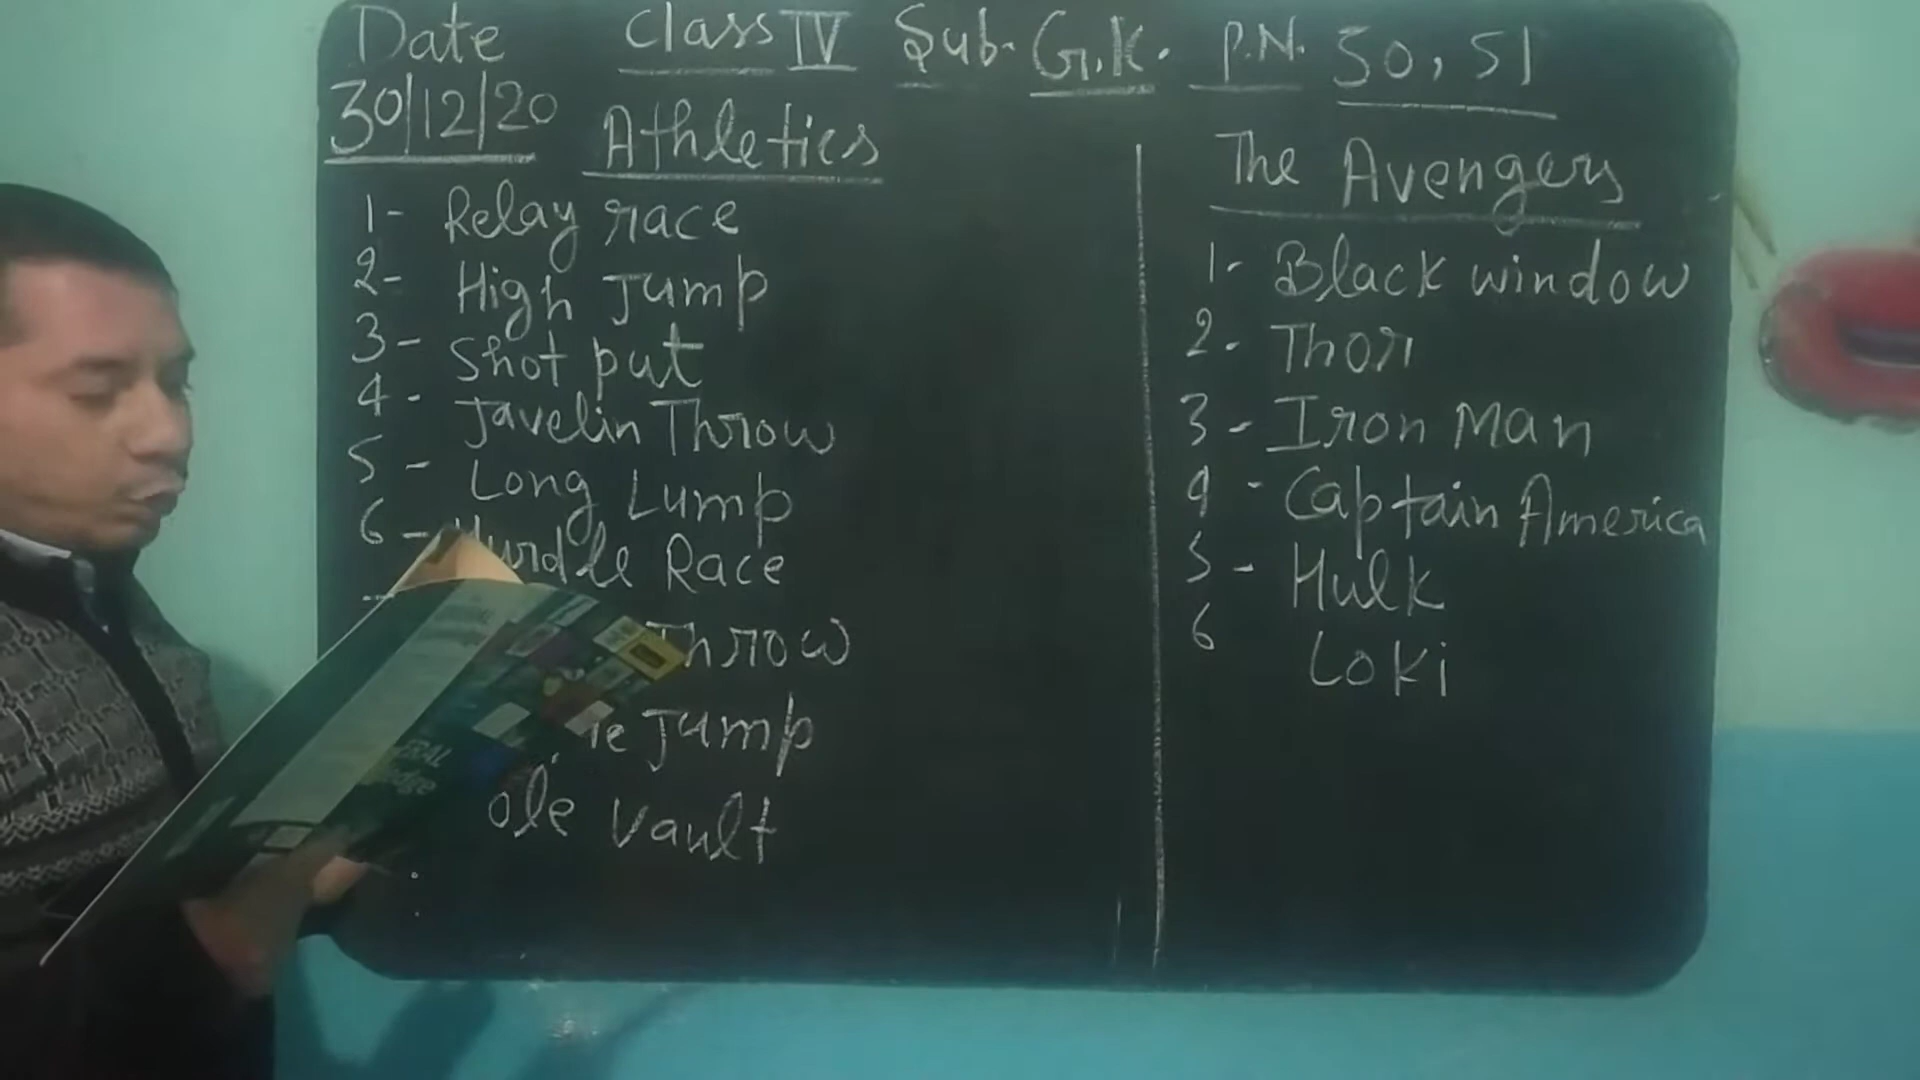 Date Class IV Sub. G.K. P.N. 50, 51
30/12/20
Athletics
1- Relay race
2- High Jump
3- Shot put
4- Javelin Throw
5- Long Lump
6- Hurdle Race
Throw
Jump
ole Vault
The Avengers
1- Black window
2. Thor
3- Iron Man
4- Captain America
5- Hulk
6 Loki